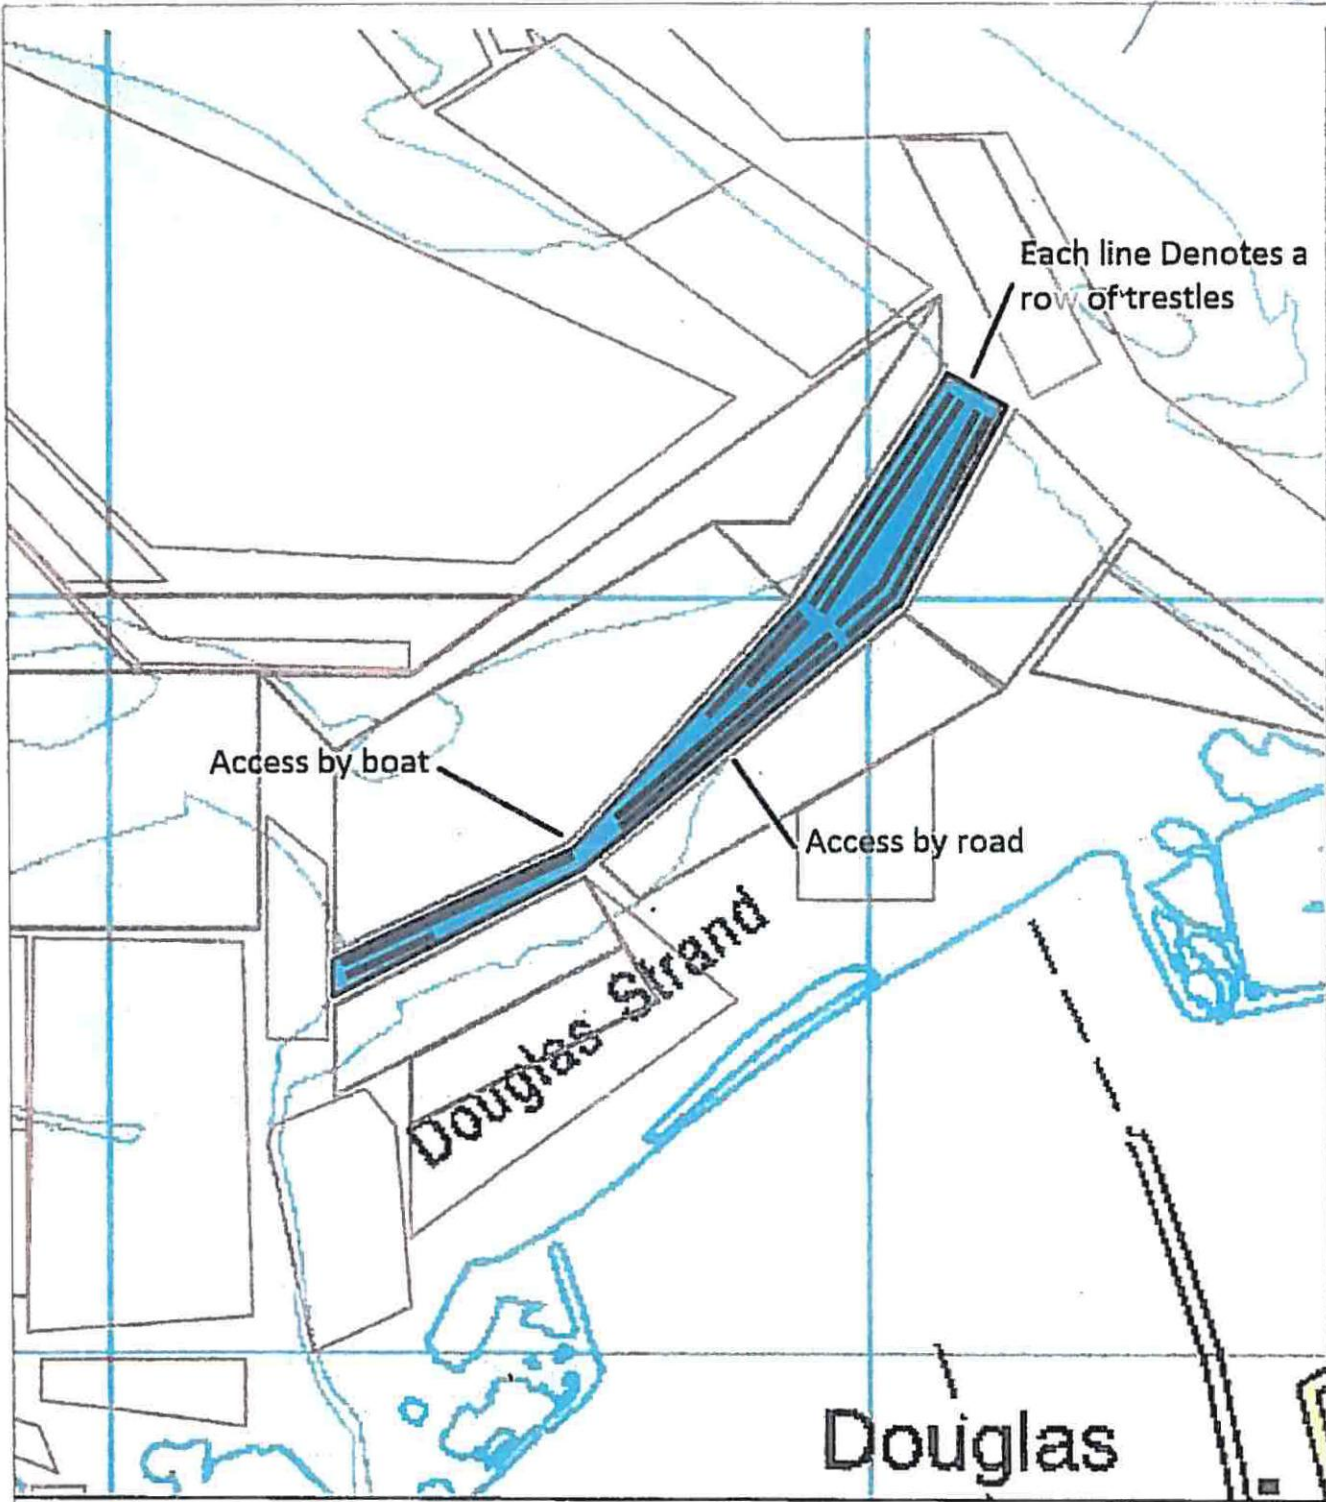 Each line Denotes a
row of trestles
Access by boat
Access by road
Douglas Strand
Douglas